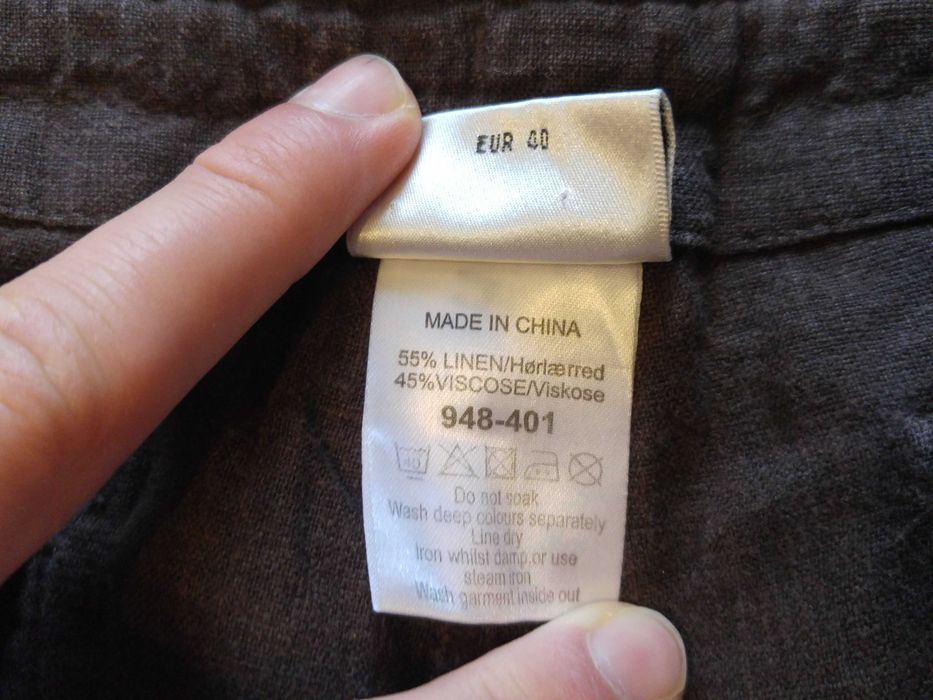 EUR 40
MADE IN CHINA
55% LINEN/Hørlærred
45%VISCOSE/Viskose
948-401
40
Do not soak
Wash deep colours separately
Line dry
Iron whilst damp.or use
steam iron
Wash garment inside out